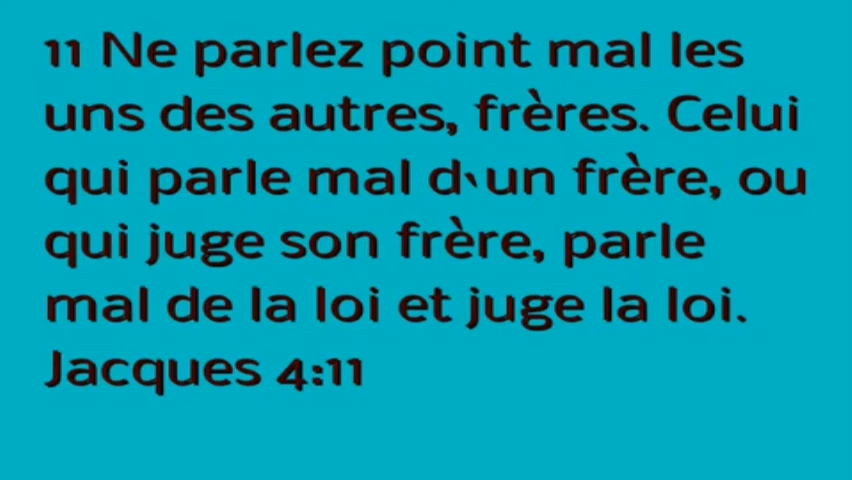 11 Ne parlez point mal les
uns des autres, frères. Celui
qui parle mal d`un frère, ou
qui juge son frère, parle
mal de la loi et juge la loi.
Jacques 4:11